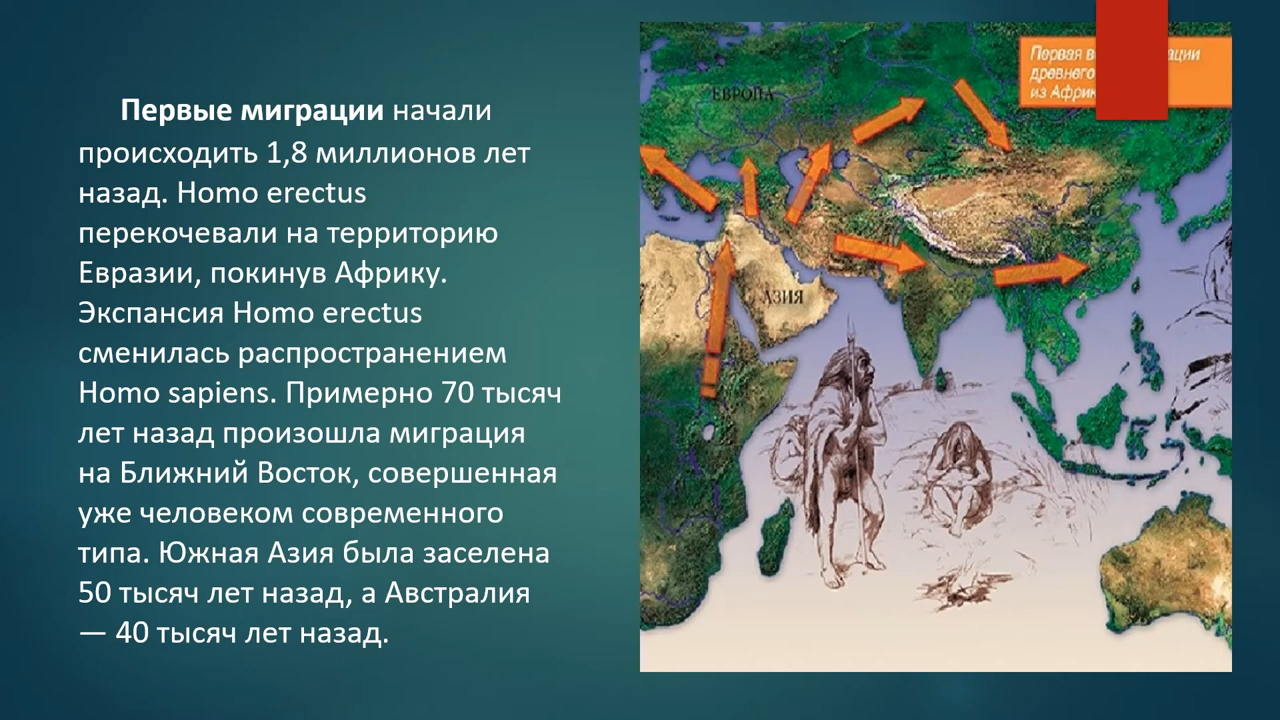 Первые миграции начали
происходить 1,8 миллионов лет
назад. Homo erectus
перекочевали на территорию
Евразии, покинув Африку.
Экспансия Homo erectus
сменилась распространением
Homo sapiens. Примерно 70 тысяч
лет назад произошла миграция
на Ближний Восток, совершенная
уже человеком современного
типа. Южная Азия была заселена
50 тысяч лет назад, а Австралия
— 40 тысяч лет назад.
Первая
древнего
из
ЕВРОПА
АЗИЯ